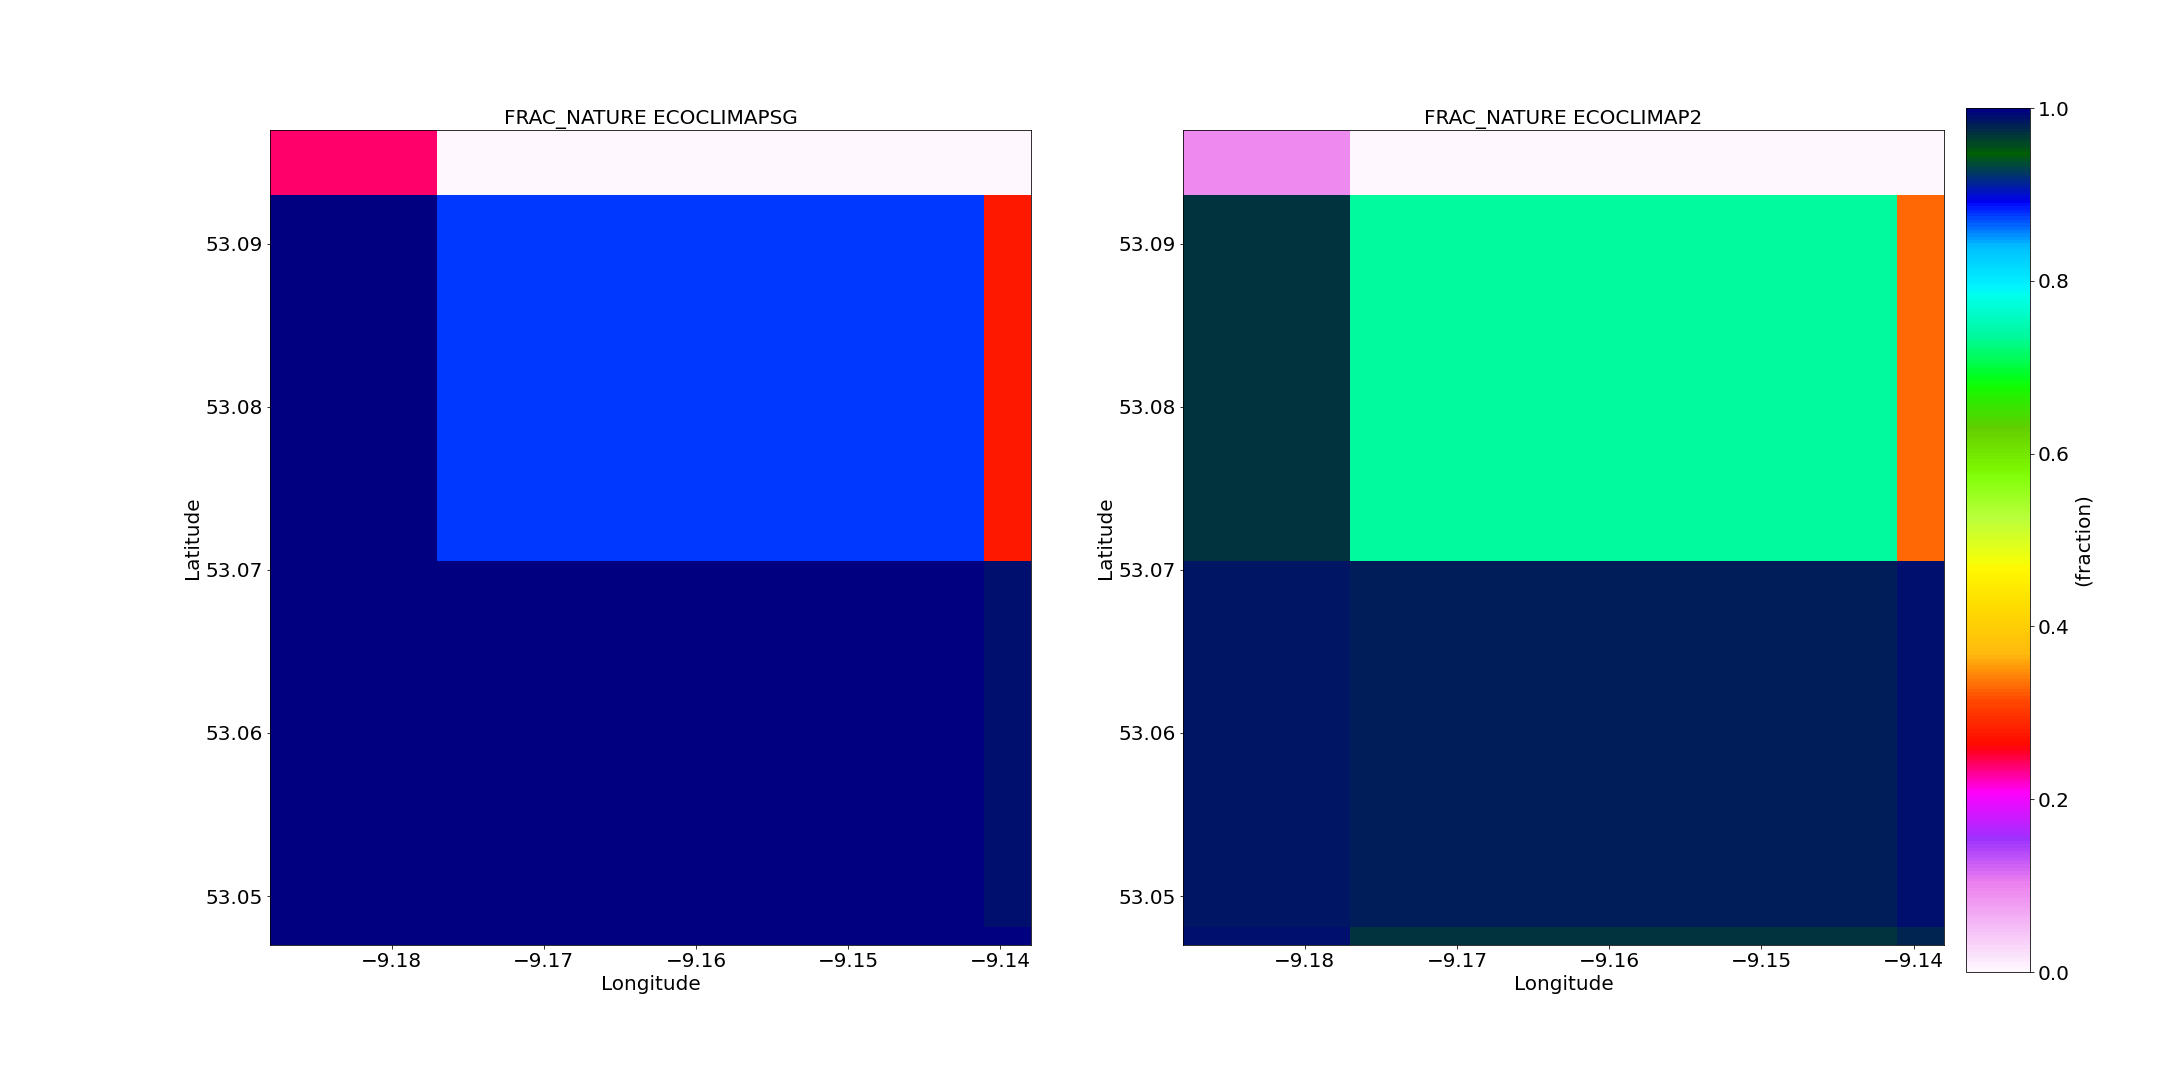 FRAC_NATURE ECOCLIMAPSG
53.09
53.08
53.07
53.06
53.05
Latitude
−9.18 −9.17 −9.16 −9.15 −9.14
Longitude
FRAC_NATURE ECOCLIMAP2
53.09
53.08
53.07
53.06
53.05
Latitude
−9.18 −9.17 −9.16 −9.15 −9.14
Longitude
1.0
0.8
0.6
0.4
0.2
0.0
(fraction)